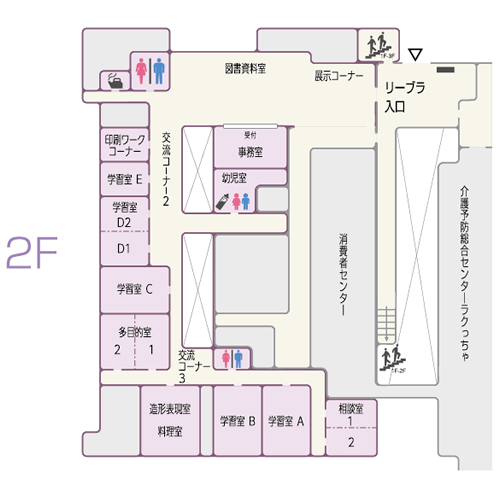 2F
1F-3F
図書資料室
展示コーナー
リーブラ
入口
印刷ワーク
コーナー
交流コーナー2
受付
事務室
学習室 E
幼児室
学習室
D2
D1
学習室 C
消費者センター
介護予防総合センターラクっちゃ
多目的室
2
1
交流
コーナー
3
1F-2F
造形表現室
料理室
学習室 B
学習室 A
相談室
1
2